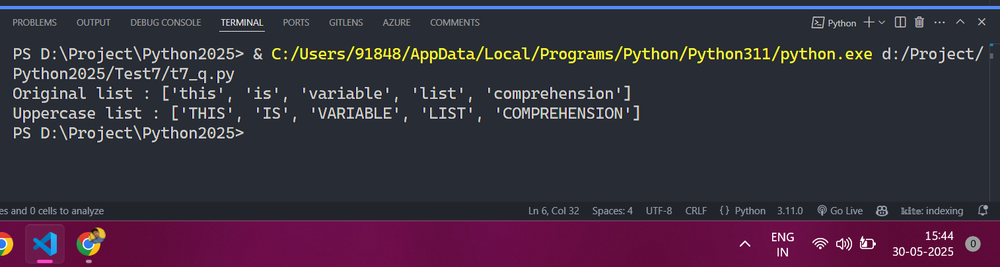 PROBLEMS OUTPUT DEBUG CONSOLE TERMINAL PORTS GITLENS AZURE COMMENTS Python
PS D:\Project\Python2025> & C:/Users/91848/AppData/Local/Programs/Python/Python311/python.exe d:/Project/
Python2025/Test7/t7_q.py
Original list : ['this', 'is', 'variable', 'list', 'comprehension']
Uppercase list : ['THIS', 'IS', 'VARIABLE', 'LIST', 'COMPREHENSION']
PS D:\Project\Python2025>
es and 0 cells to analyze Ln 6, Col 32 Spaces: 4 UTF-8 CRLF {} Python 3.11.0 Go Live kite: indexing
ENG 15:44
IN 30-05-2025 0